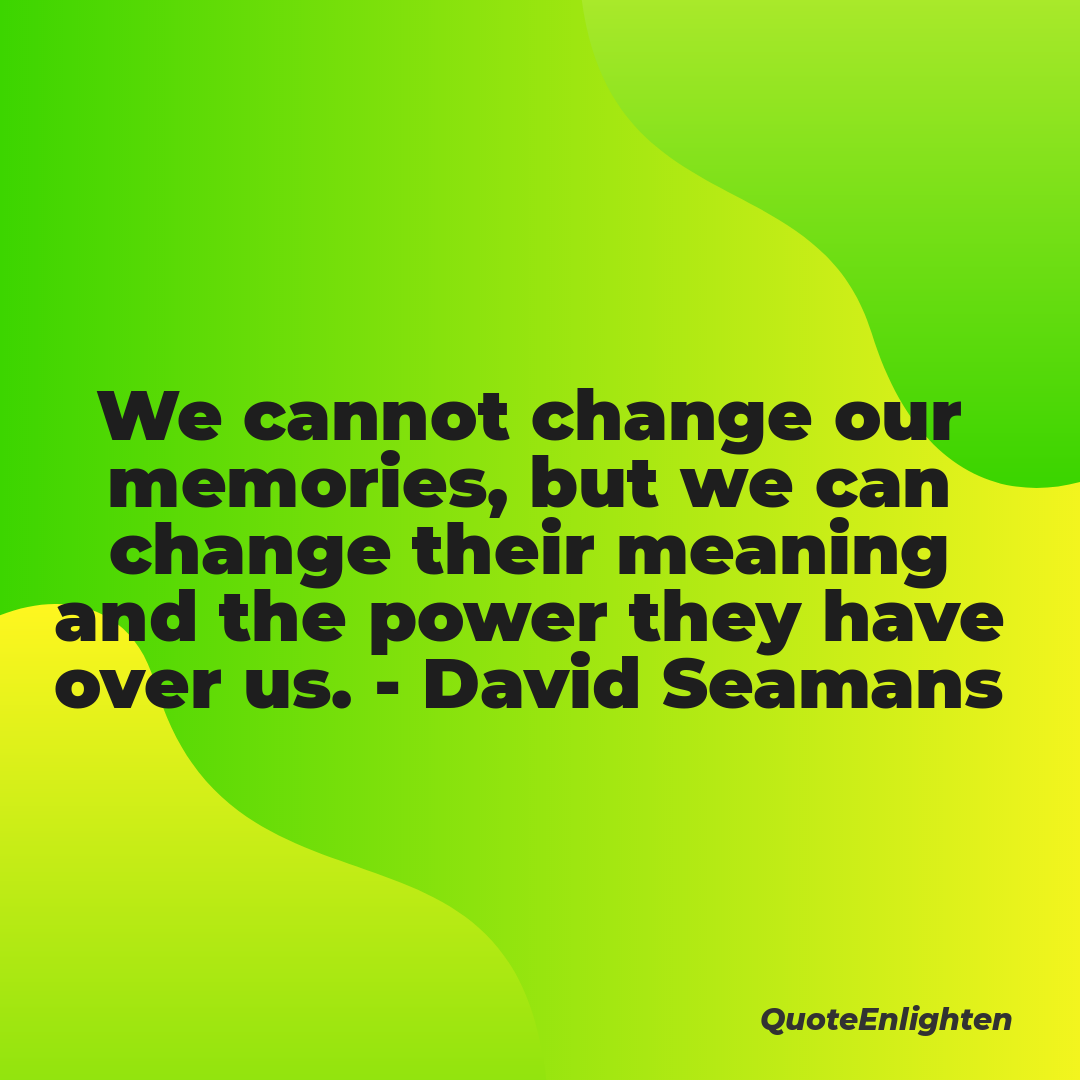 We cannot change our
memories, but we can
change their meaning
and the power they have
over us. - David Seamans
QuoteEnlighten